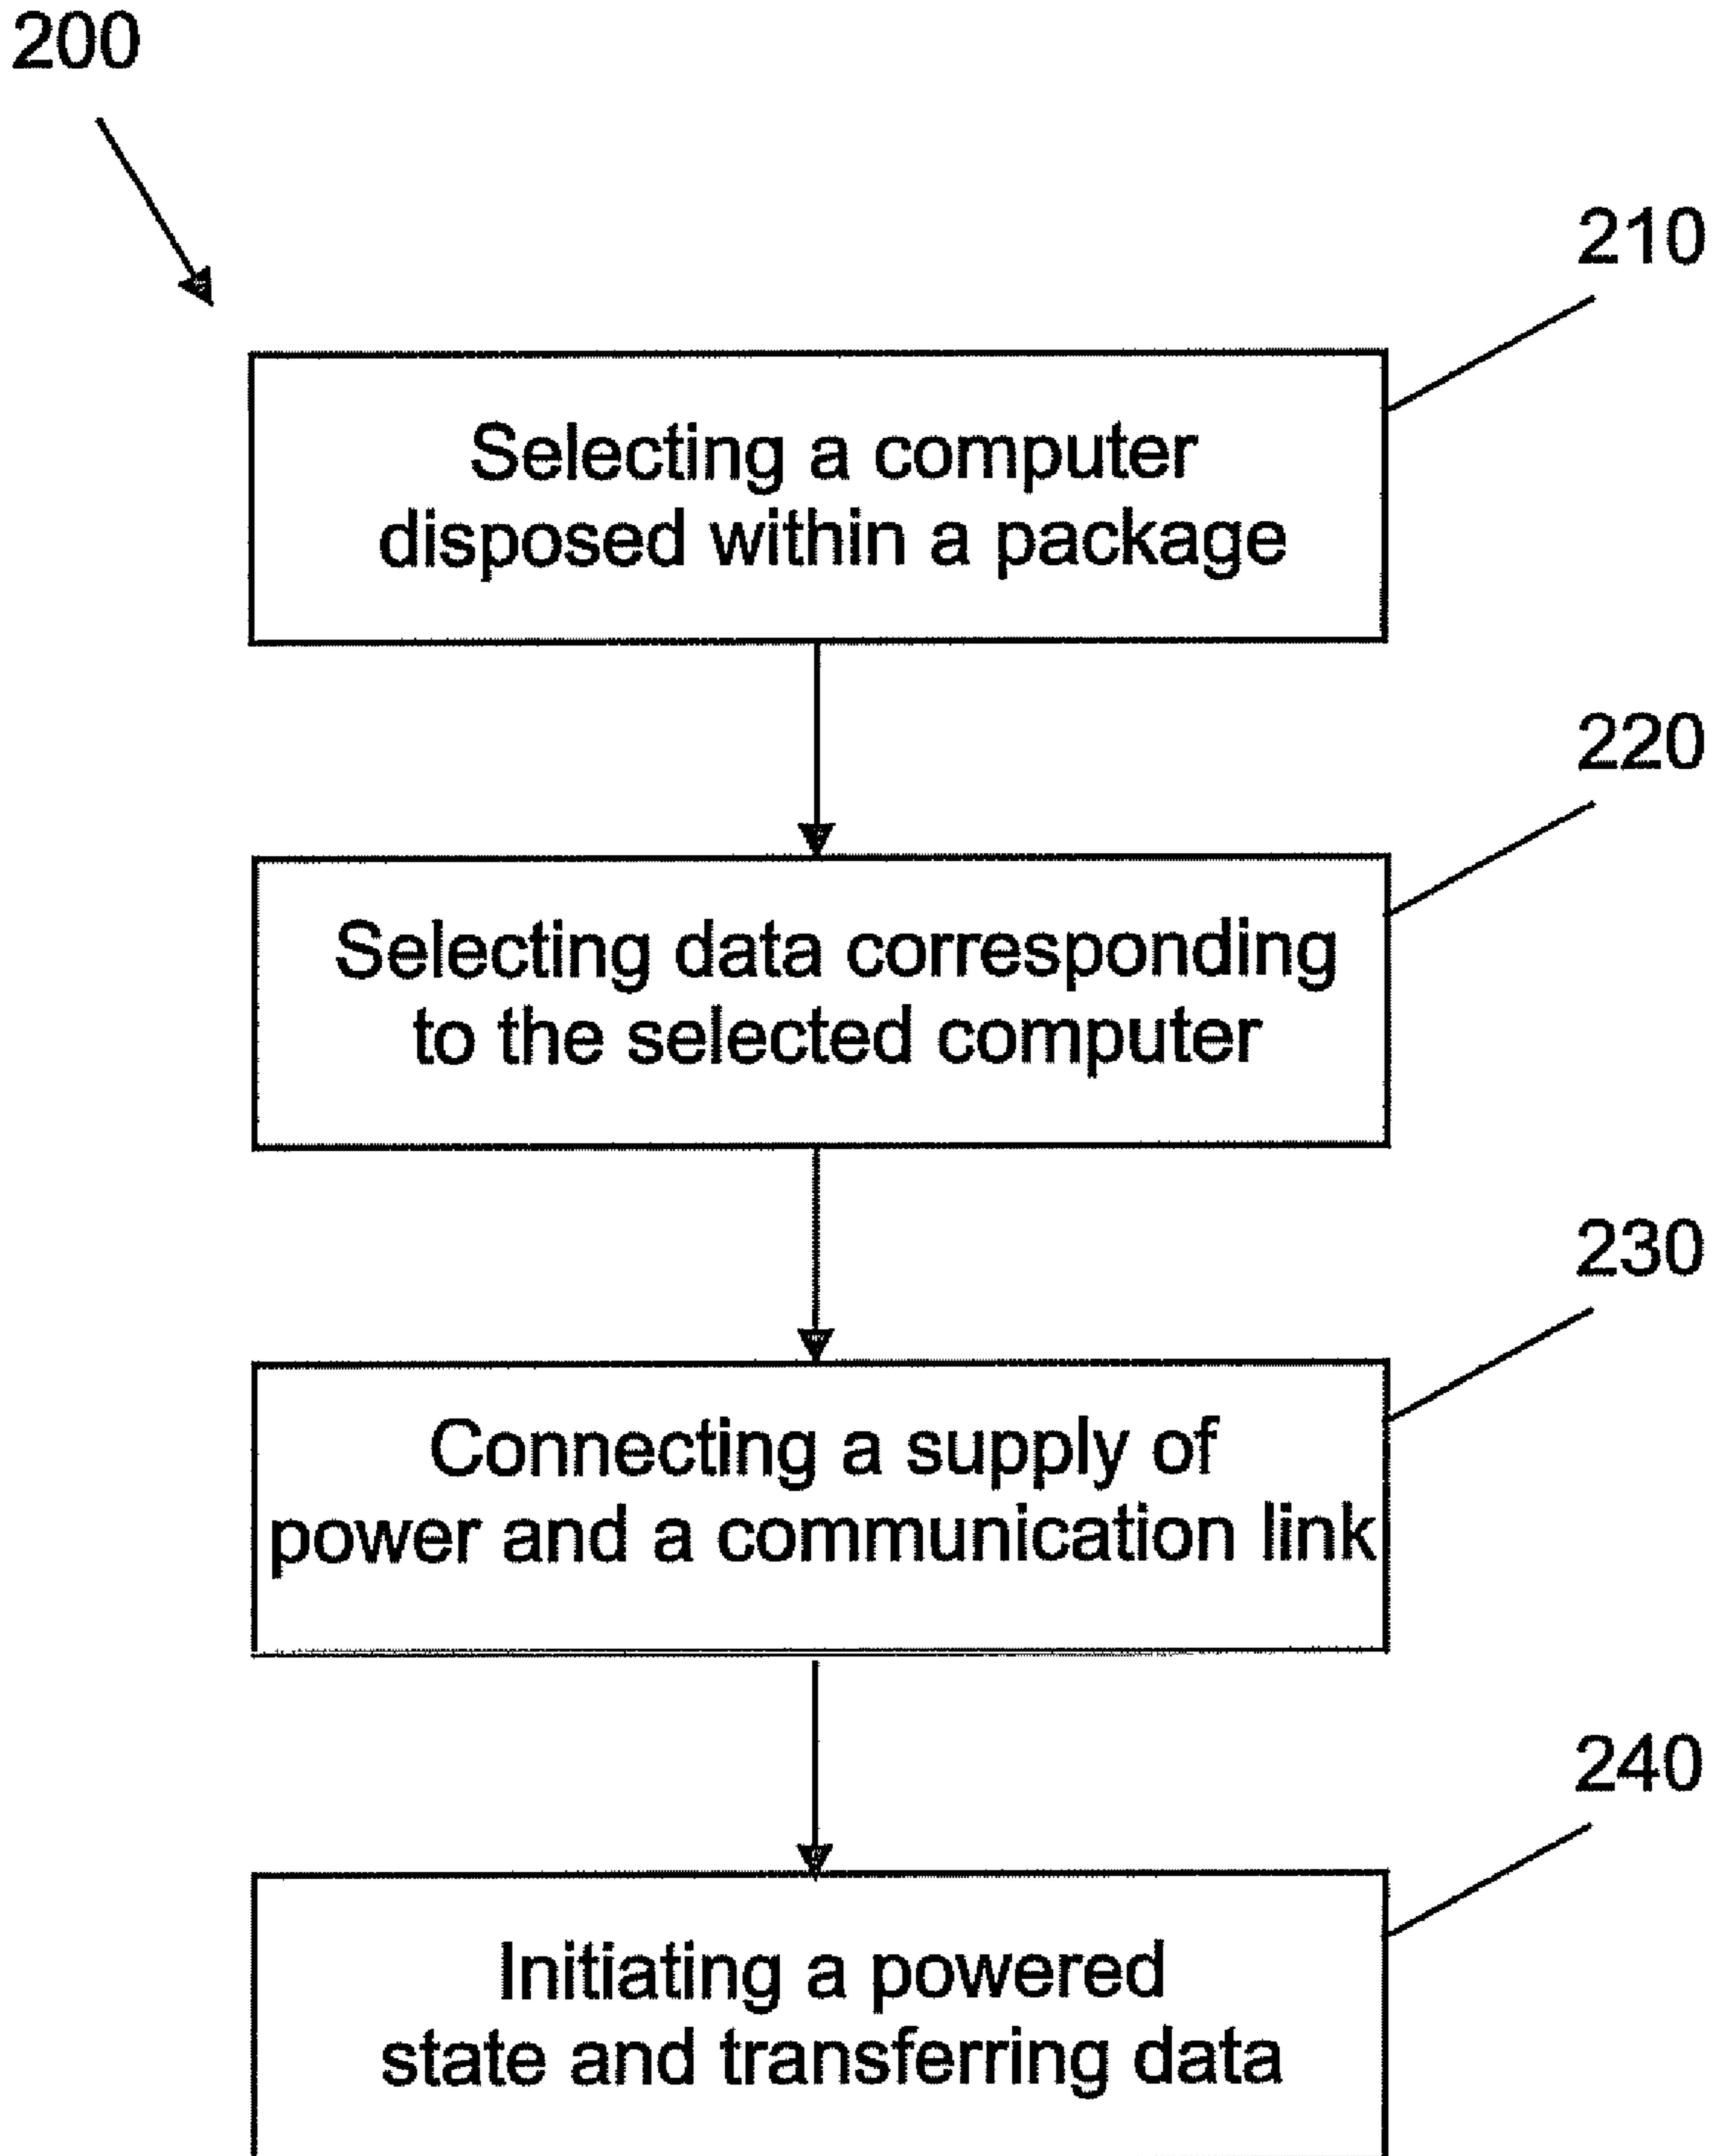 200
210
Selecting a computer
disposed within a package
220
Selecting data corresponding
to the selected computer
230
Connecting a supply of
power and a communication link
240
Initiating a powered
state and transferring data